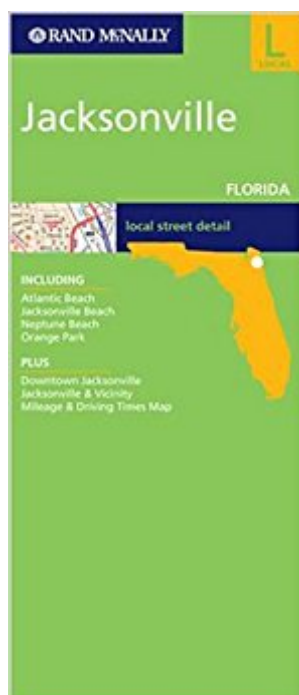 RAND McNALLY
L
LOCAL
Jacksonville
FLORIDA
local street detail
INCLUDING
Atlantic Beach
Jacksonville Beach
Neptune Beach
Orange Park
PLUS
Downtown Jacksonville
Jacksonville & Vicinity
Mileage & Driving Times Map